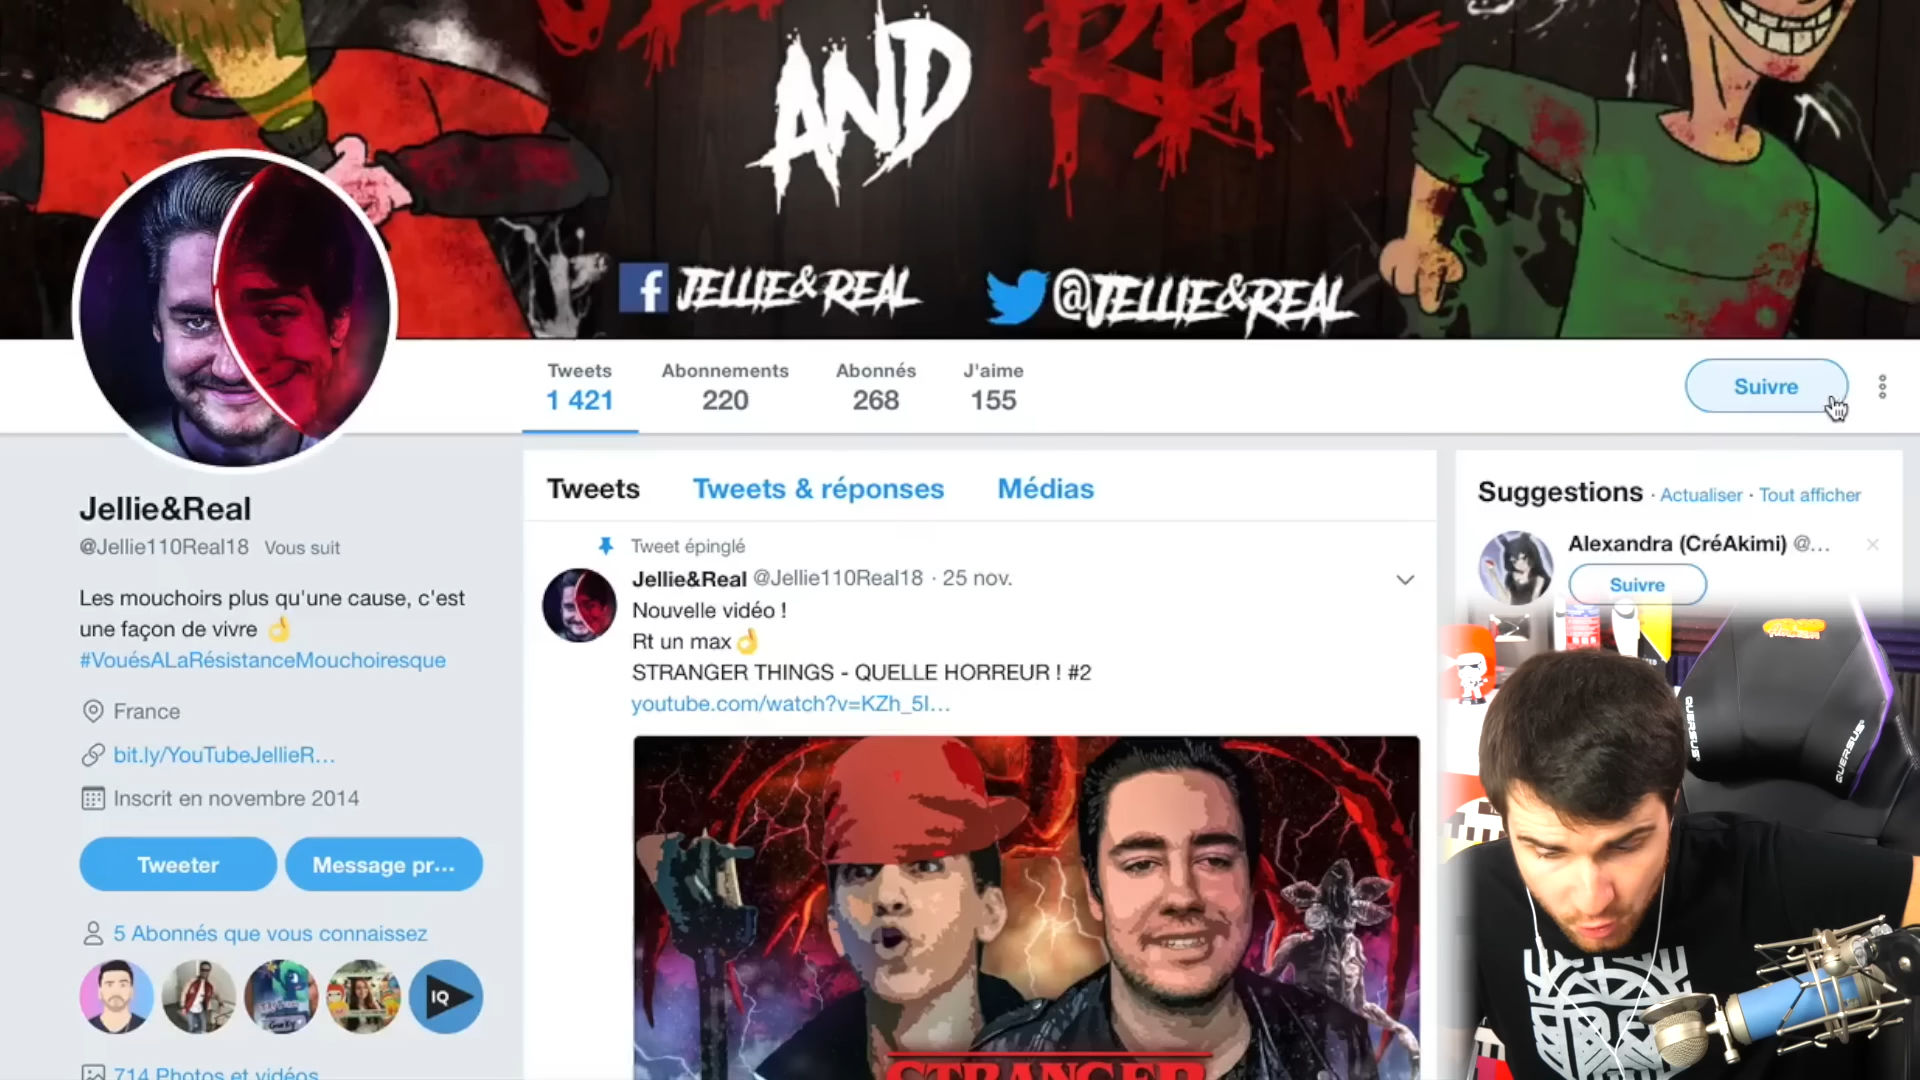 AND REAL
JELLIE&REAL
@JELLIE&REAL
Tweets
1 421
Abonnements
220
Abonnés
268
J'aime
155
Suivre
Jellie&Real
@Jellie110Real18 Vous suit
Les mouchoirs plus qu'une cause, c'est
une façon de vivre 👌
#VouésALaRésistanceMouchoiresque
France
bit.ly/YouTubeJellieR...
Inscrit en novembre 2014
Tweeter
Message pr...
5 Abonnés que vous connaissez
IQ
714 Photos et vidéos
Tweets
Tweets & réponses
Médias
Tweet épinglé
Jellie&Real @Jellie110Real18 · 25 nov.
Nouvelle vidéo !
Rt un max👌
STRANGER THINGS - QUELLE HORREUR ! #2
youtube.com/watch?v=KZh_5I...
STRANGER
Suggestions · Actualiser · Tout afficher
Alexandra (CréAkimi) @...
Suivre
QUERSUS
QUERSUS